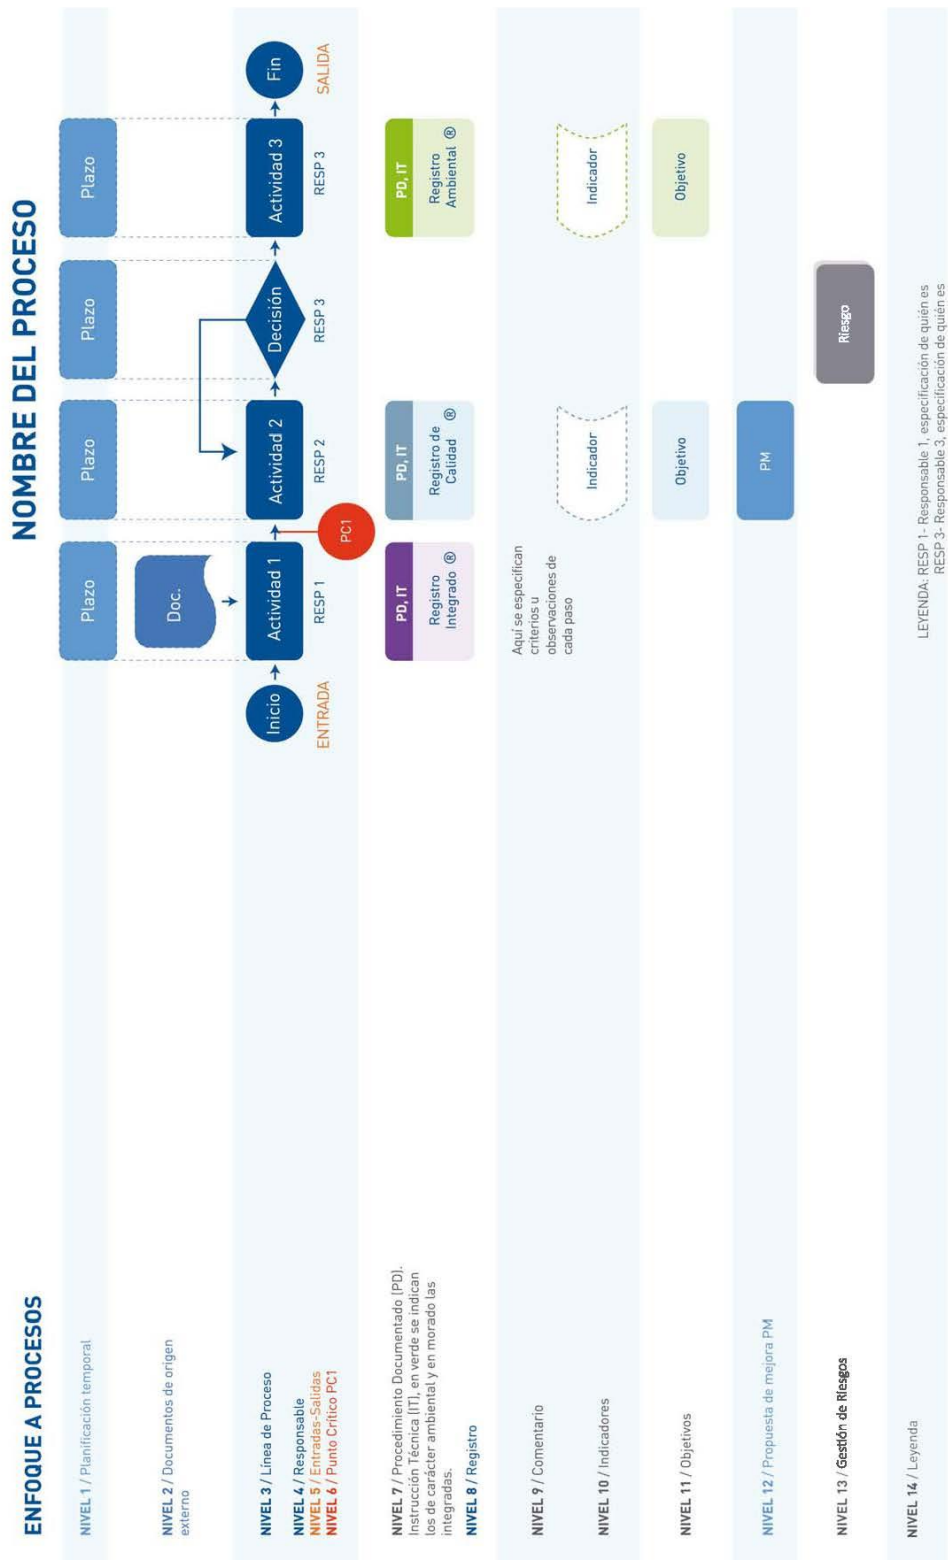 ENFOQUE A PROCESOS
NOMBRE DEL PROCESO
NIVEL 1 / Planificación temporal
Plazo
Plazo
Plazo
Plazo
NIVEL 2 / Documentos de origen
externo
Doc.
NIVEL 3 / Línea de Proceso
NIVEL 4 / Responsable
NIVEL 5 / Entradas-Salidas
NIVEL 6 / Punto Crítico PC1
Inicio
Actividad 1
Actividad 2
Decisión
Actividad 3
Fin
ENTRADA
RESP 1
RESP 2
RESP 3
RESP 3
SALIDA
PC1
NIVEL 7 / Procedimiento Documentado (PD).
Instrucción Técnica (IT), en verde se indican
los de carácter ambiental y en morado las
integradas.
NIVEL 8 / Registro
PD, IT
Registro
Integrado ®
PD, IT
Registro de
Calidad ®
PD, IT
Registro
Ambiental ®
NIVEL 9 / Comentario
Aquí se especifican
criterios u
observaciones de
cada paso
NIVEL 10 / Indicadores
Indicador
Indicador
NIVEL 11 / Objetivos
Objetivo
Objetivo
NIVEL 12 / Propuesta de mejora PM
PM
NIVEL 13 / Gestión de Riesgos
Riesgo
NIVEL 14 / Leyenda
LEYENDA: RESP 1- Responsable 1, especificación de quién es
RESP 3- Responsable 3, especificación de quién es